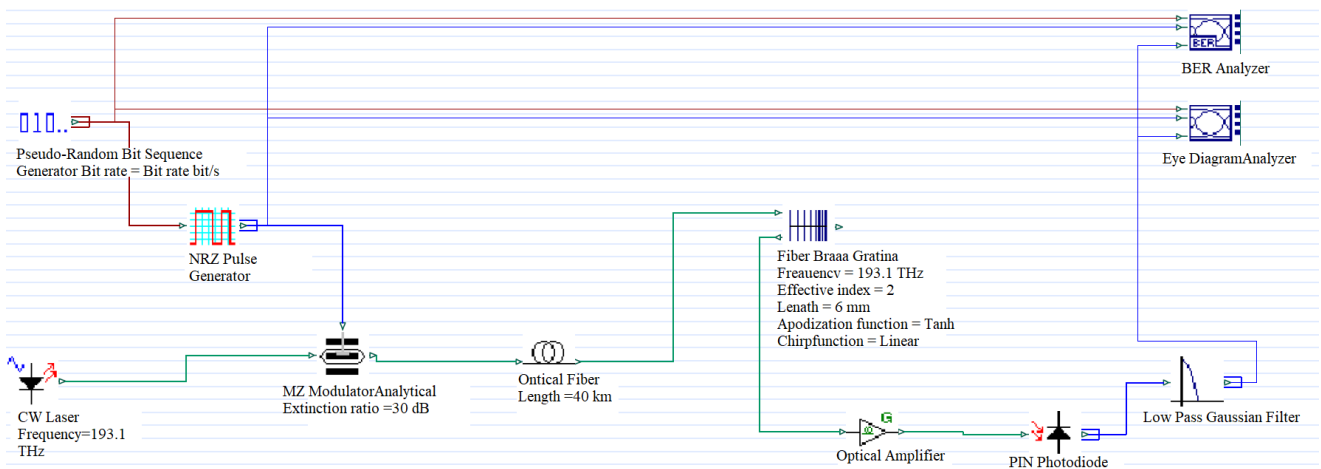 BER
BER Analyzer
010..
Pseudo-Random Bit Sequence
Generator Bit rate = Bit rate bit/s
Eye DiagramAnalyzer
NRZ Pulse
Generator
Fiber Braaa Gratina
Freauencv = 193.1 THz
Effective index = 2
Lenath = 6 mm
Apodization function = Tanh
Chirpfunction = Linear
MZ ModulatorAnalytical
Extinction ratio =30 dB
Ontical Fiber
Length =40 km
CW Laser
Frequency=193.1
THz
G
Optical Amplifier
PIN Photodiode
Low Pass Gaussian Filter